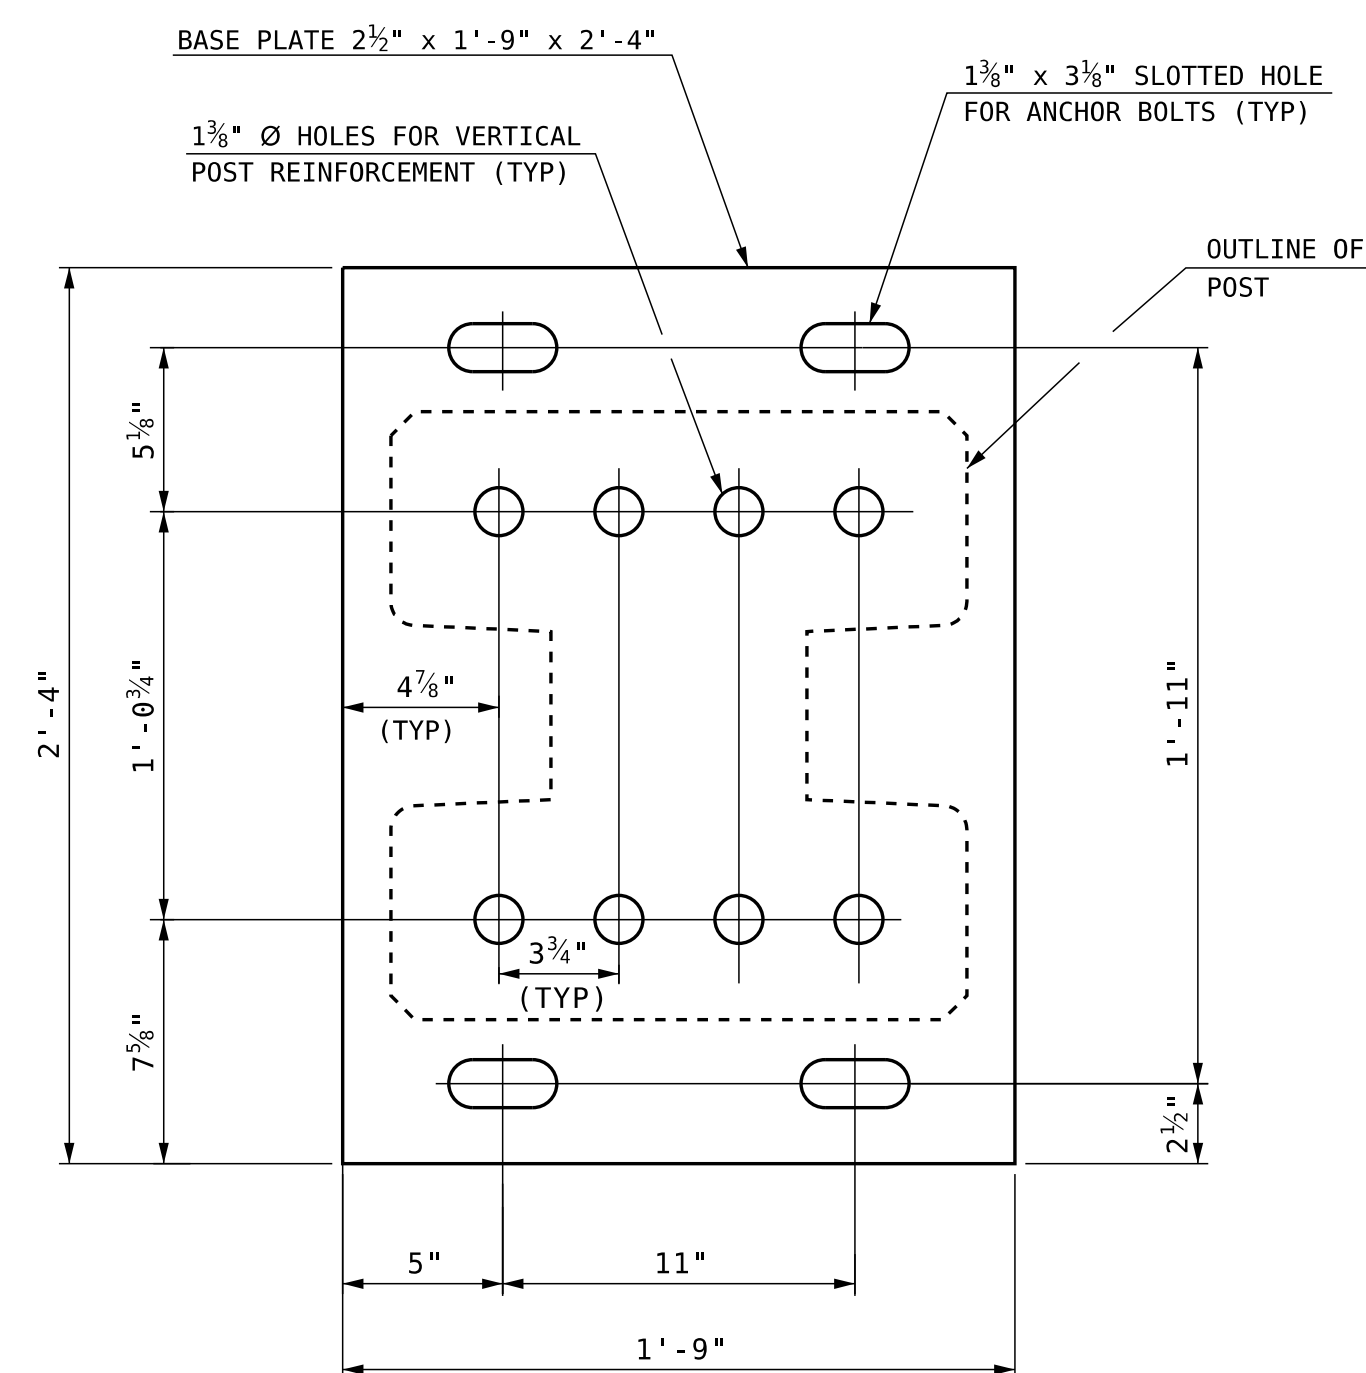 BASE PLATE 2½" x 1'-9" x 2'-4"
1⅜" x 3⅛" SLOTTED HOLE
FOR ANCHOR BOLTS (TYP)
1⅜" Ø HOLES FOR VERTICAL
POST REINFORCEMENT (TYP)
OUTLINE OF
POST
5⅛"
2'-4"
1'-0¾"
4⅞"
(TYP)
1'-11"
3¾"
(TYP)
7⅝"
2½"
5"
11"
1'-9"